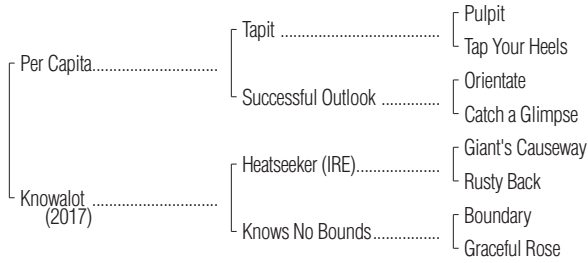 Pulpit
Tapit ..............................
Tap Your Heels
Per Capita........................
Orientate
Successful Outlook ..............
Catch a Glimpse
Giant's Causeway
Heatseeker (IRE)...................
Rusty Back
Knowalot ........................
(2017)
Boundary
Knows No Bounds...............
Graceful Rose